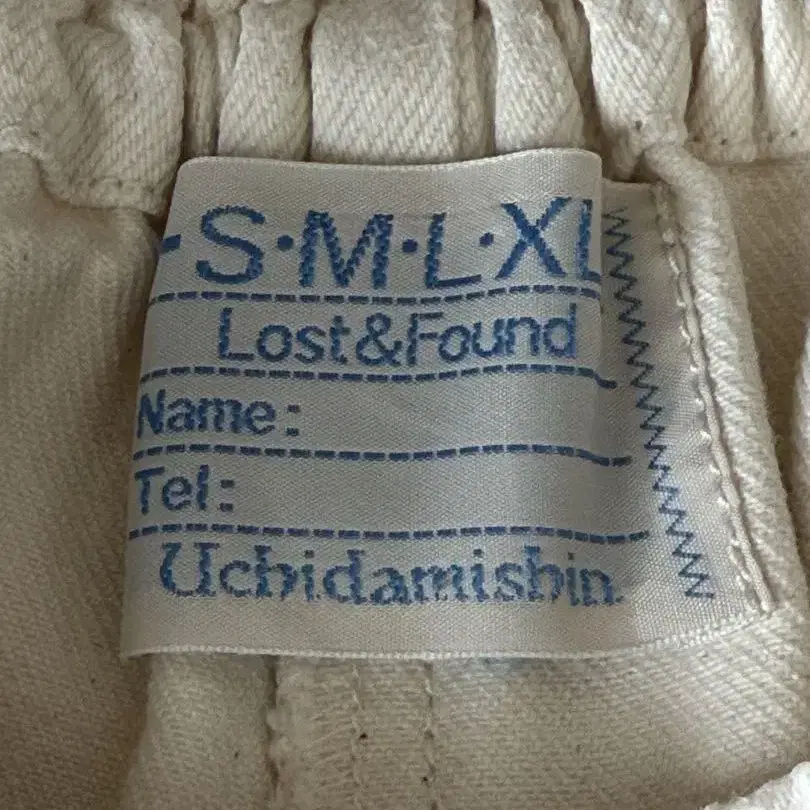 -S·M·L·XL
Lost&Found
Name:
Tel:
Uchidamishin